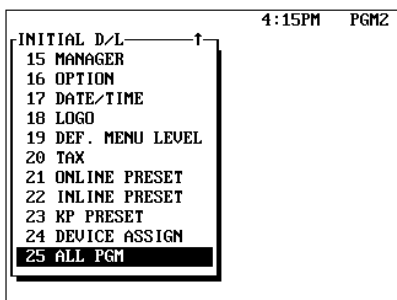 4:15PM PGM2
INITIAL D/L ↑
15 MANAGER
16 OPTION
17 DATE/TIME
18 LOGO
19 DEF. MENU LEVEL
20 TAX
21 ONLINE PRESET
22 INLINE PRESET
23 KP PRESET
24 DEVICE ASSIGN
25 ALL PGM